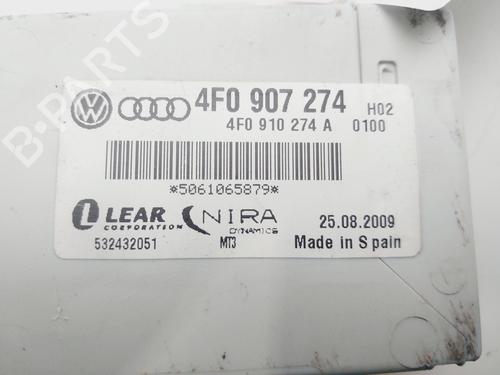 4F0 907 274 H02
4F0 910 274 A 0100
*5061065879*
LEAR CORPORATION
NIRA DYNAMICS
25.08.2009
532432051 MT3 Made in Spain
B-PARTS